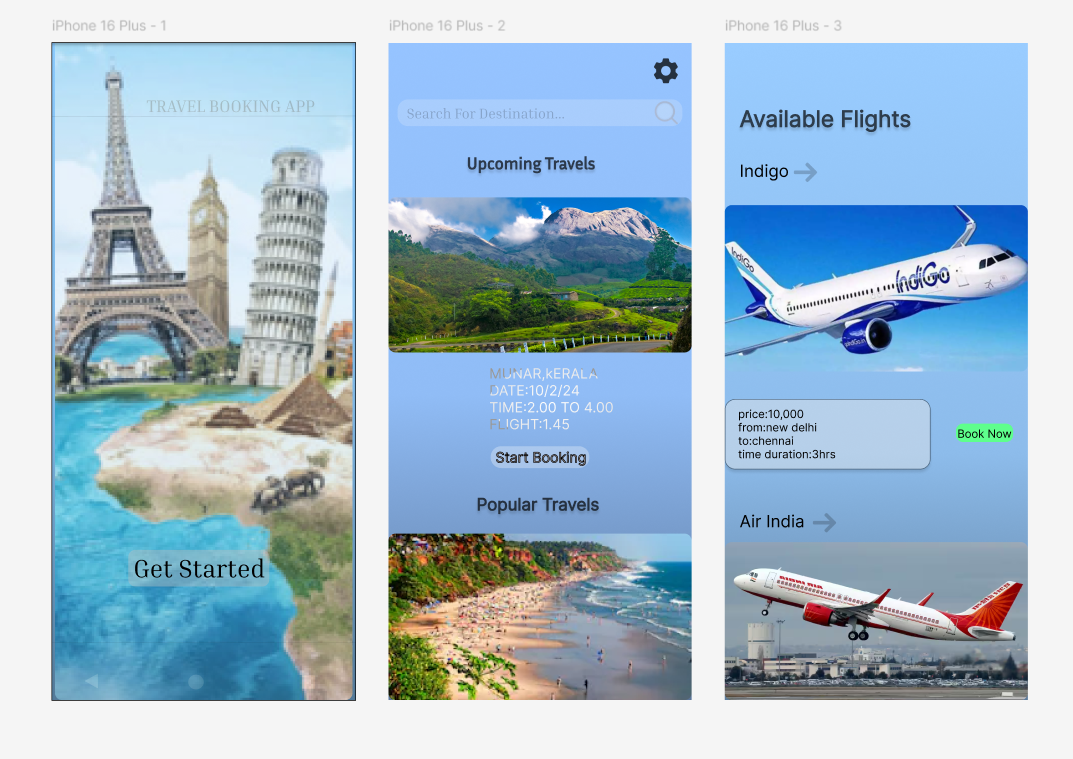 iPhone 16 Plus - 1
TRAVEL BOOKING APP
Get Started
iPhone 16 Plus - 2
Search For Destination...
Upcoming Travels
MUNAR,kERALA
DATE:10/2/24
TIME:2.00 TO 4.00
FLIGHT:1.45
Start Booking
Popular Travels
iPhone 16 Plus - 3
Available Flights
Indigo
IndiGo
IndiGo
price:10,000
from:new delhi
to:chennai
time duration:3hrs
Book Now
Air India